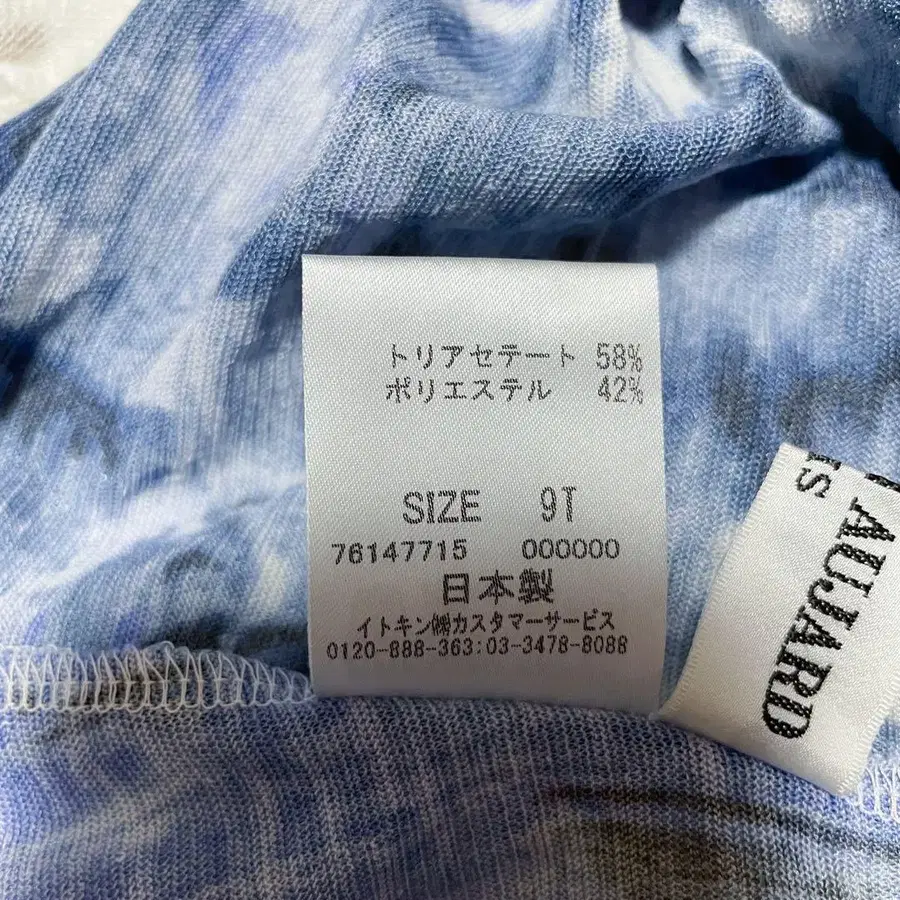 トリアセテート 58%
ポリエステル 42%
SIZE 9T
76147715 000000
日本製
イトキン㈱カスタマーサービス
0120-888-363:03-3478-8088
AUJARD